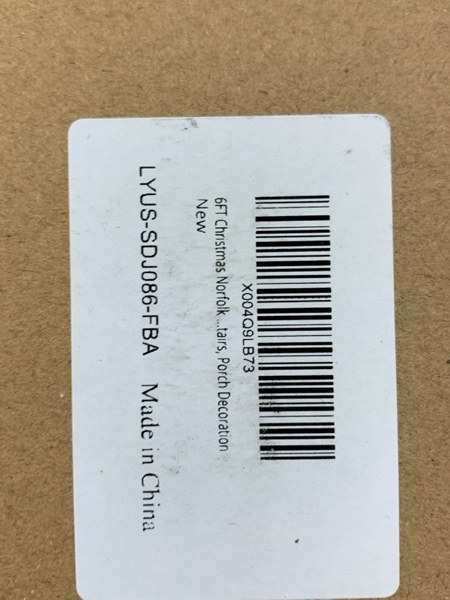 X004Q9LB73
6FT Christmas Norfolk ...tairs, Porch Decoration
New
LYUS-SDJ086-FBA Made in China